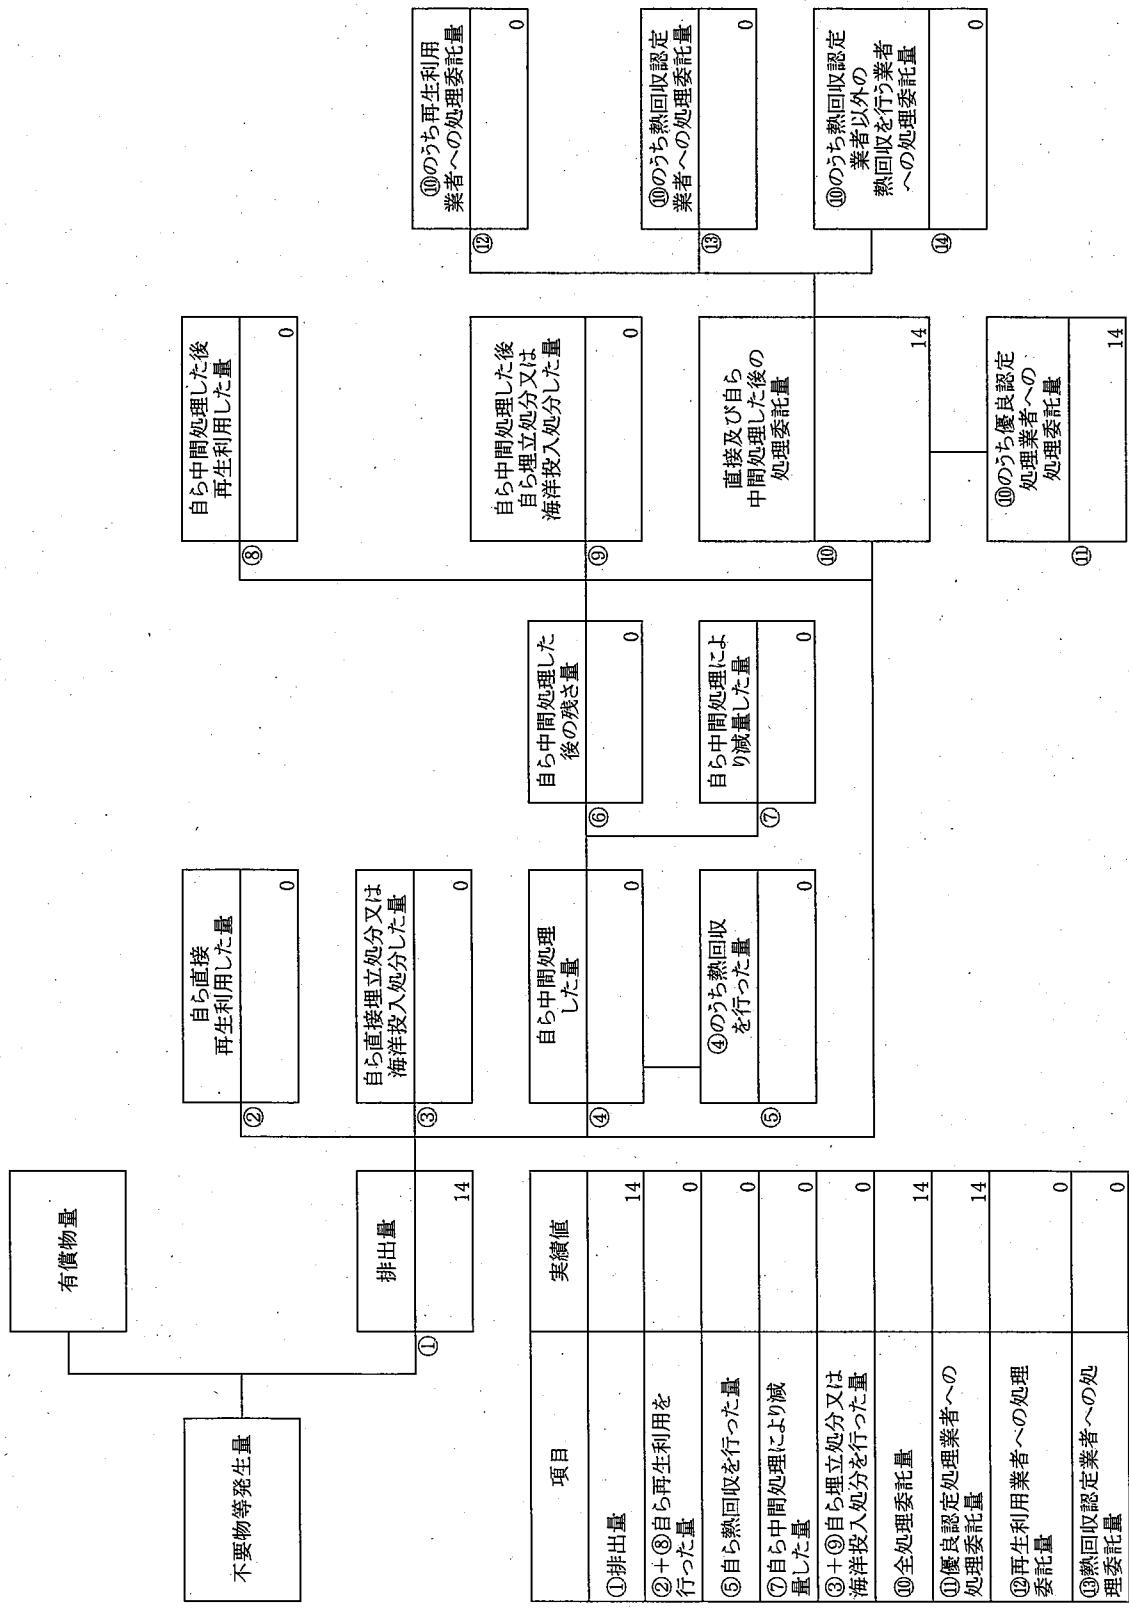 不要物等発生量
有償物量
①
排出量
14
②
自ら直接
再生利用した量
0
③
自ら直接埋立処分又は
海洋投入処分した量
0
④
自ら中間処理
した量
0
⑤
④のうち熱回収
を行った量
0
⑥
自ら中間処理した
後の残さ量
0
⑦
自ら中間処理によ
り減量した量
0
⑧
自ら中間処理した後
再生利用した量
0
⑨
自ら中間処理した後
自ら埋立処分又は
海洋投入処分した量
0
⑩
直接及び自ら
中間処理した後の
処理委託量
14
⑪
⑩のうち優良認定
処理業者への
処理委託量
14
⑫
⑩のうち再生利用
業者への処理委託量
0
⑬
⑩のうち熱回収認定
業者への処理委託量
0
⑭
⑩のうち熱回収認定
業者以外の
熱回収を行う業者
への処理委託量
0
項目 実績値
①排出量 14
②+⑧自ら再生利用を
行った量 0
⑤自ら熱回収を行った量 0
⑦自ら中間処理により減
量した量 0
③+⑨自ら埋立処分又は
海洋投入処分を行った量 0
⑩全処理委託量 14
⑪優良認定処理業者への
処理委託量 14
⑫再生利用業者への処理
委託量 0
⑬熱回収認定業者への処
理委託量 0